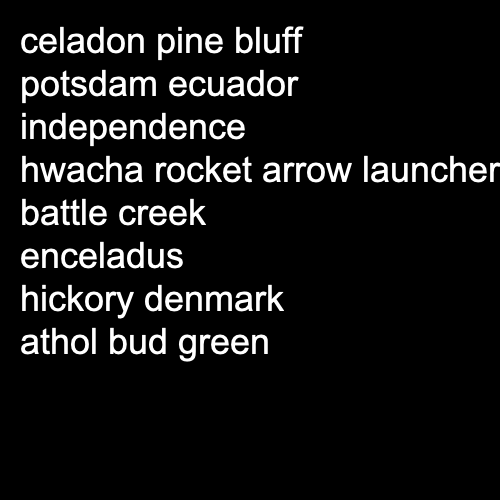 celadon pine bluff
potsdam ecuador
independence
hwacha rocket arrow launcher
battle creek
enceladus
hickory denmark
athol bud green